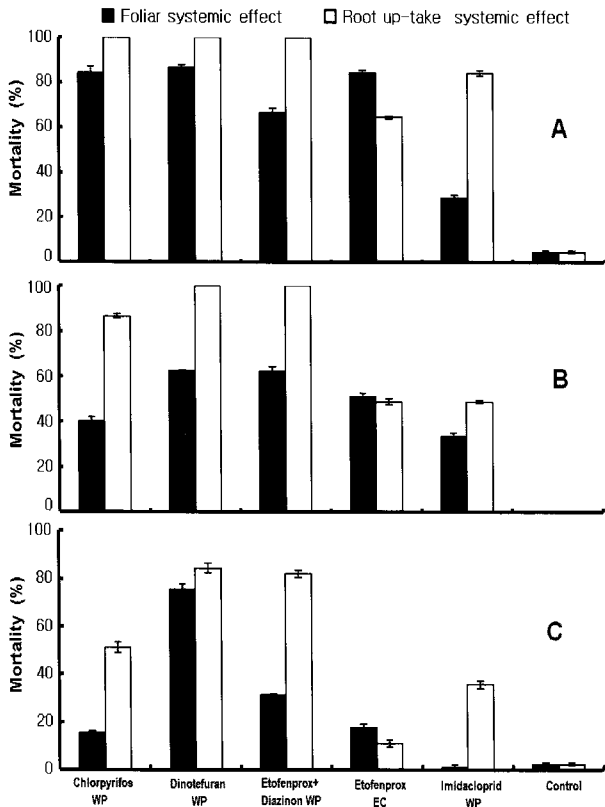 Foliar systemic effect Root up-take systemic effect
100
80
60
40
20
0
Mortality (%)
A
100
80
60
40
20
0
Mortality (%)
B
100
80
60
40
20
0
Mortality (%)
C
Chlorpyrifos WP
Dinotefuran WP
Etofenprox+ Diazinon WP
Etofenprox EC
Imidacloprid WP
Control